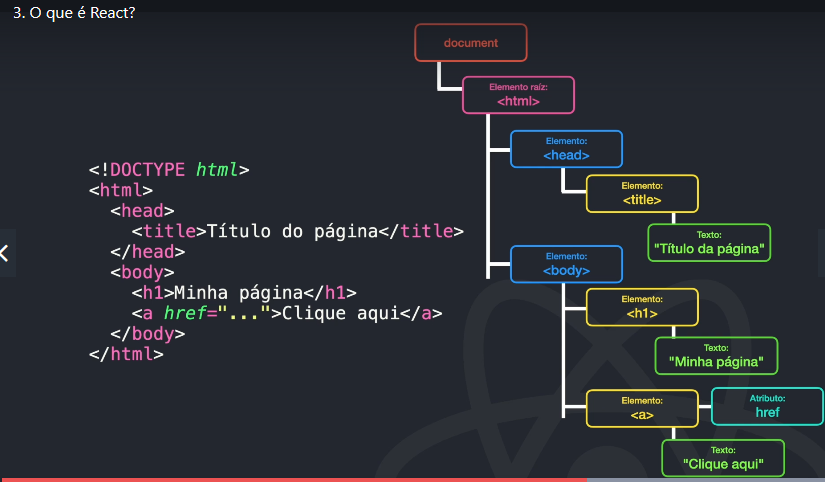 3. O que é React?
<!DOCTYPE html>
<html>
<head>
<title>Título do página</title>
</head>
<body>
<h1>Minha página</h1>
<a href="...">Clique aqui</a>
</body>
</html>
document
Elemento raíz:
<html>
Elemento:
<head>
Elemento:
<title>
Texto:
"Título da página"
Elemento:
<body>
Elemento:
<h1>
Texto:
"Minha página"
Elemento:
<a>
Atributo:
href
Texto:
"Clique aqui"